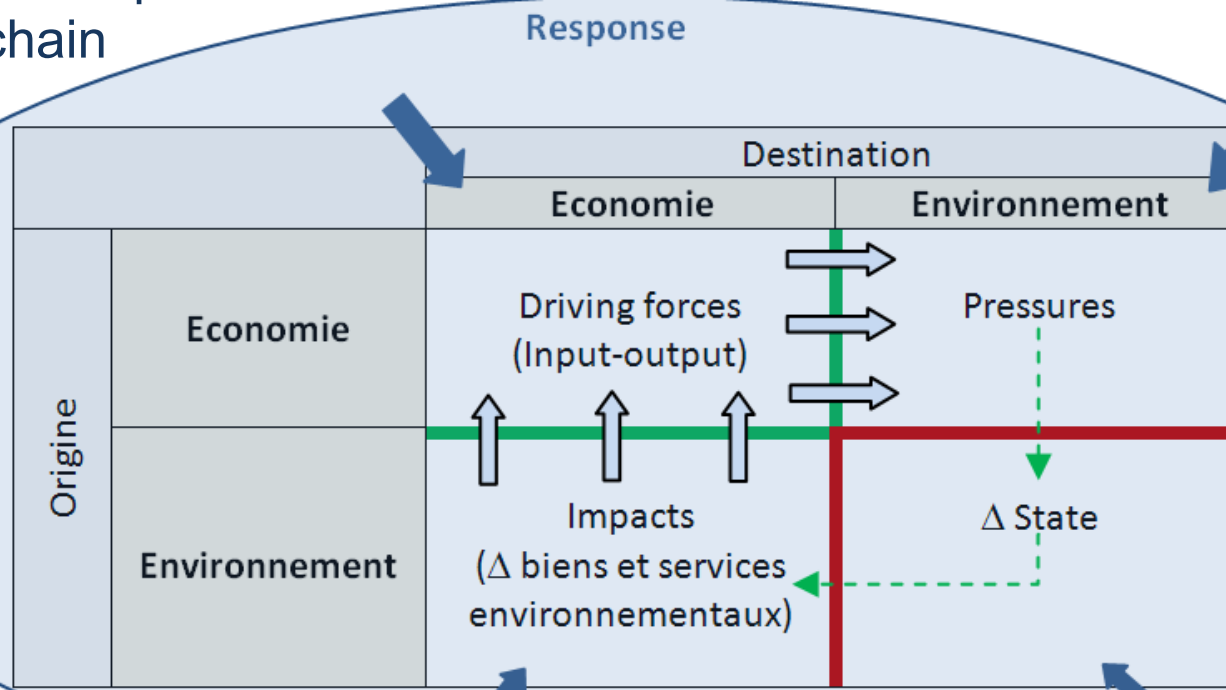 chain
Response
Destination
Economie
Environnement
Origine
Economie
Driving forces
(Input-output)
Pressures
Environnement
Impacts
(Δ biens et services
environnementaux)
Δ State